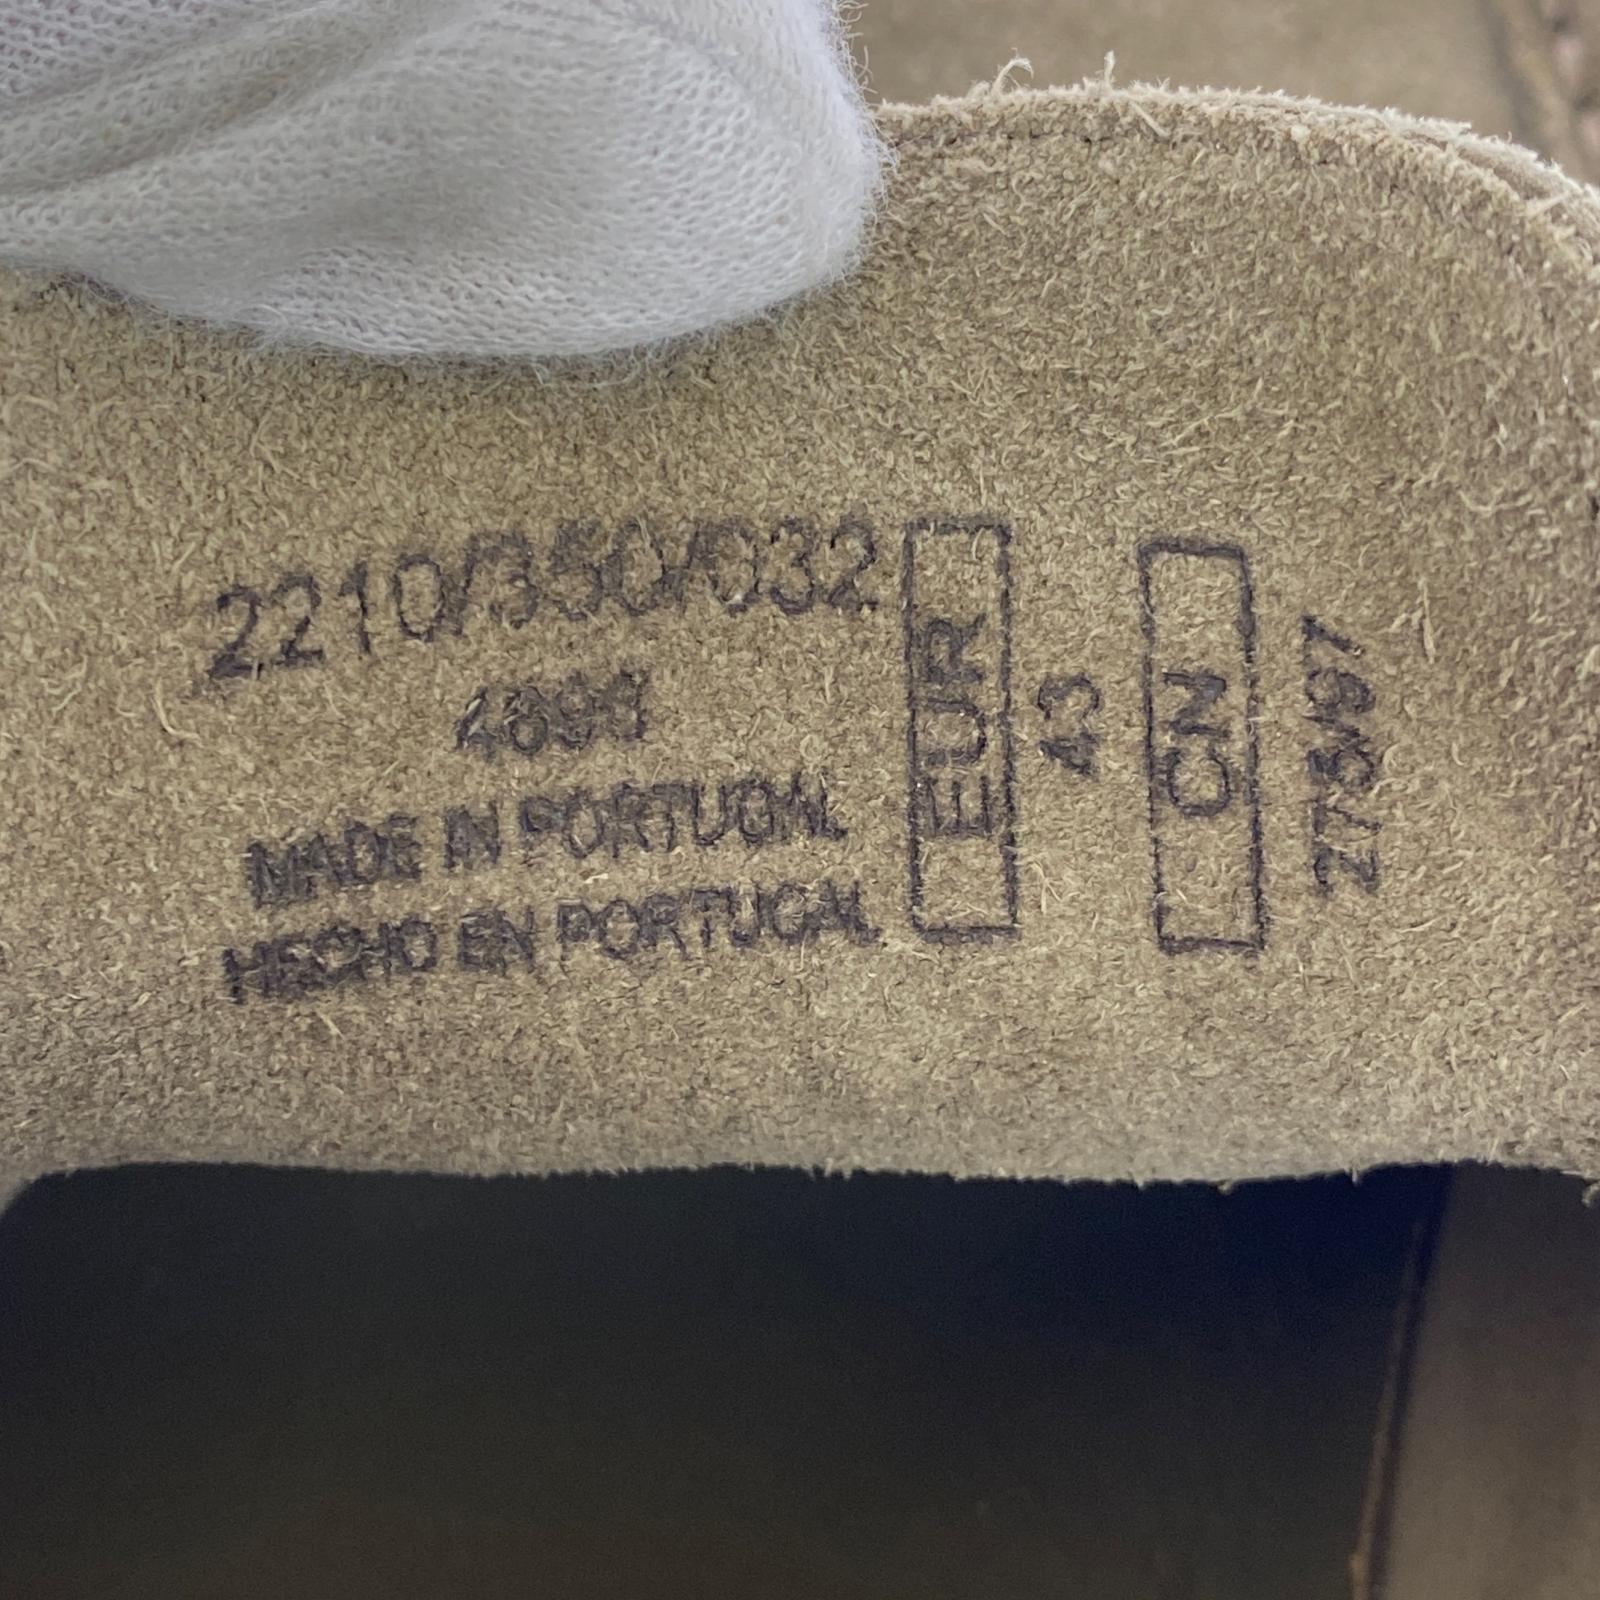 2210/350/032
4898
MADE IN PORTUGAL
HECHO EN PORTUGAL
EUR
43
CN
275/97